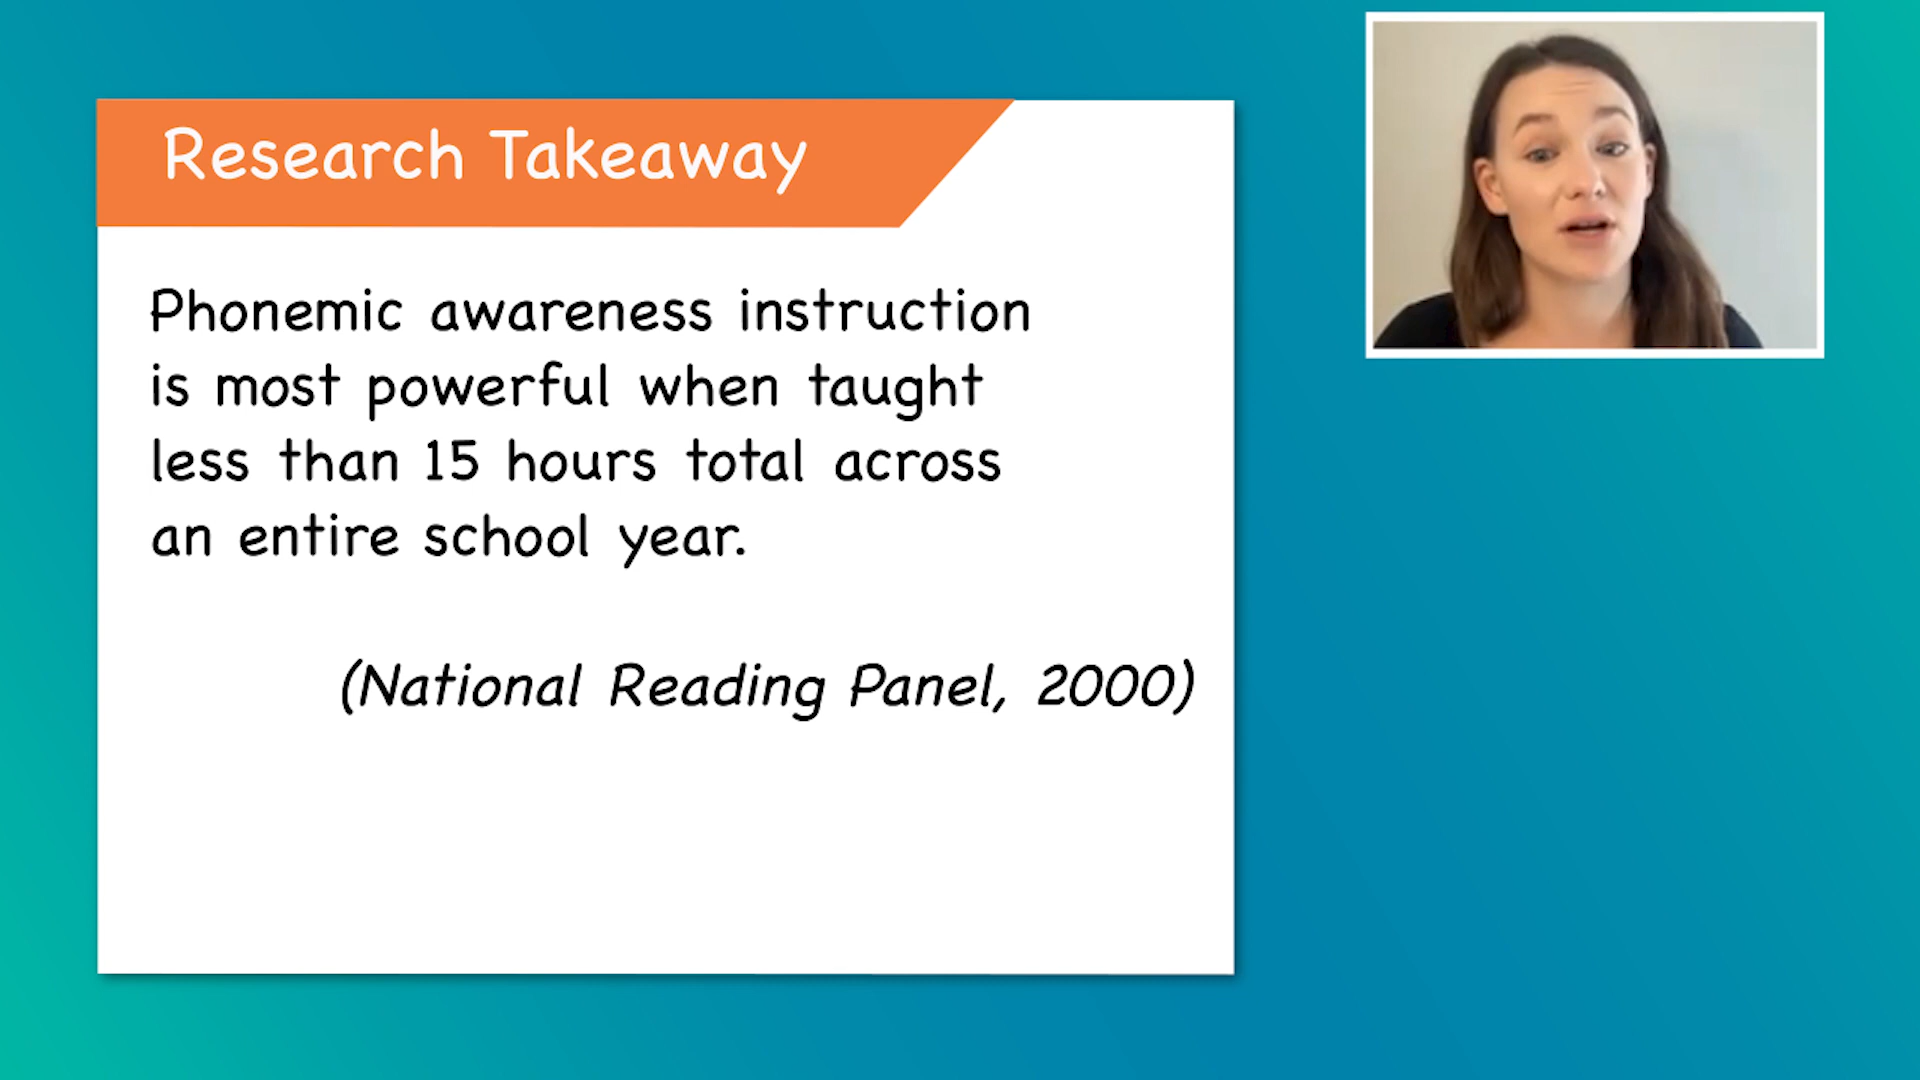 Research Takeaway
Phonemic awareness instruction
is most powerful when taught
less than 15 hours total across
an entire school year.
(National Reading Panel, 2000)